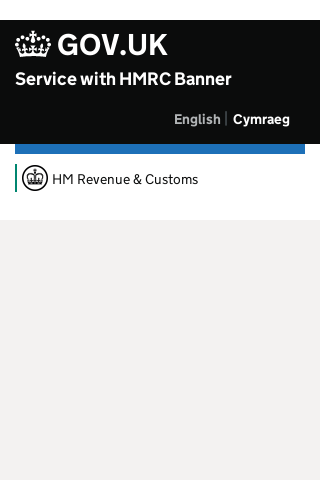 GOV.UK
Service with HMRC Banner
English Cymraeg
HM Revenue & Customs